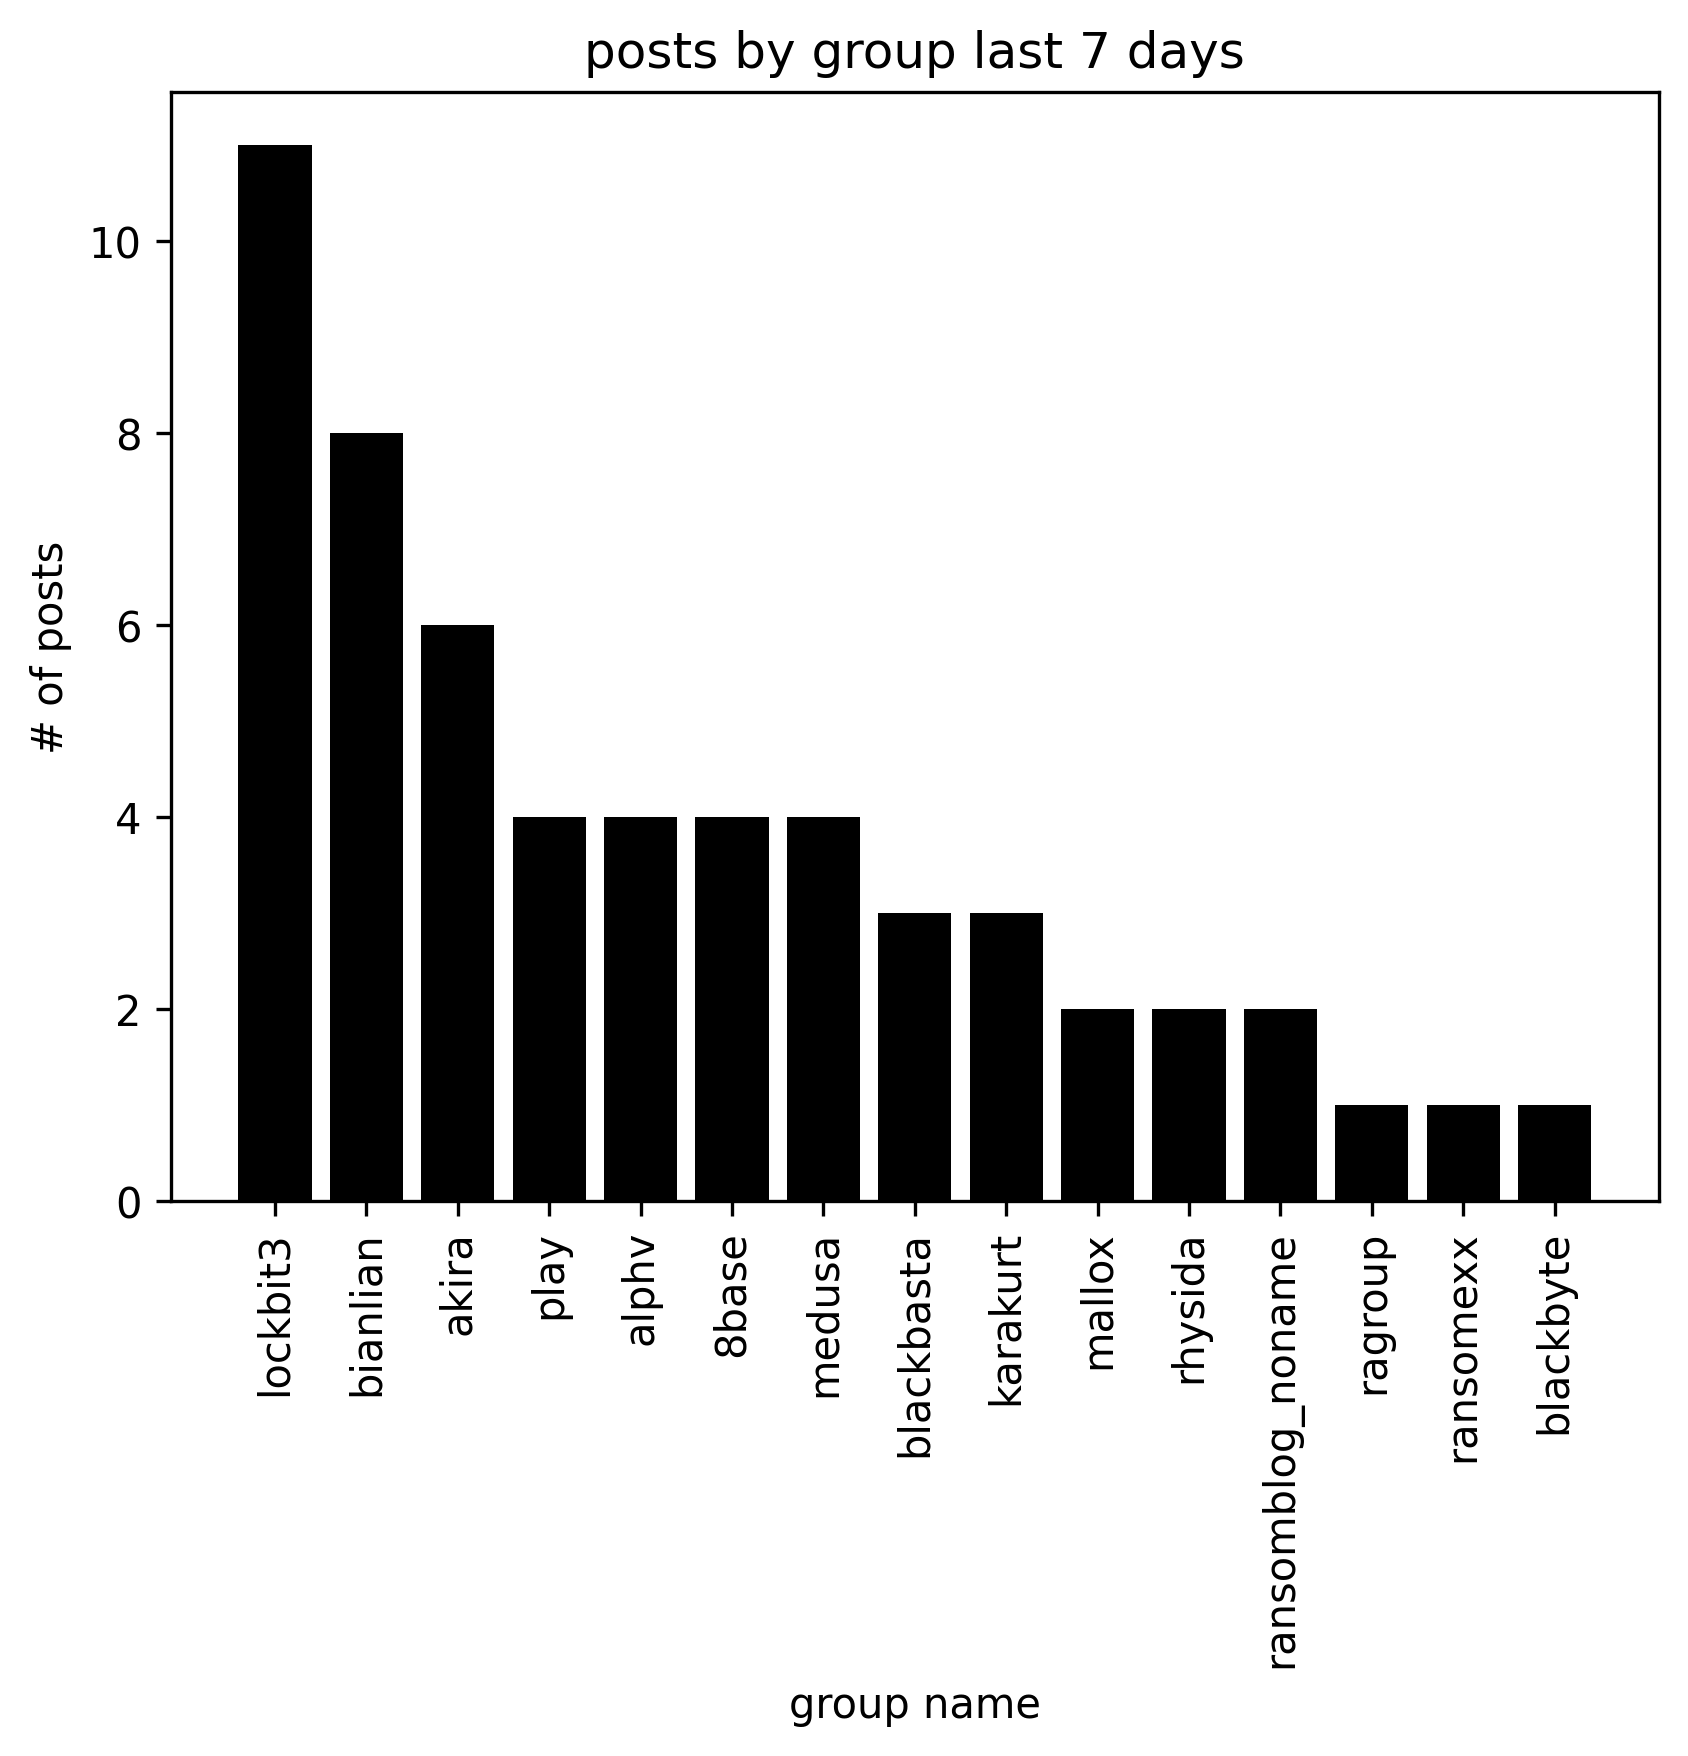 posts by group last 7 days
10
8
6
4
2
0
# of posts
lockbit3
bianlian
akira
play
alphv
8base
medusa
blackbasta
karakurt
mallox
rhysida
ransomblog_noname
ragroup
ransomexx
blackbyte
group name